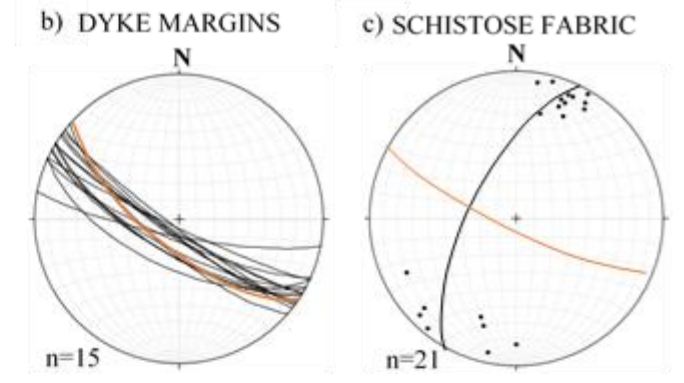 b) DYKE MARGINS
N
n=15
c) SCHISTOSE FABRIC
N
n=21